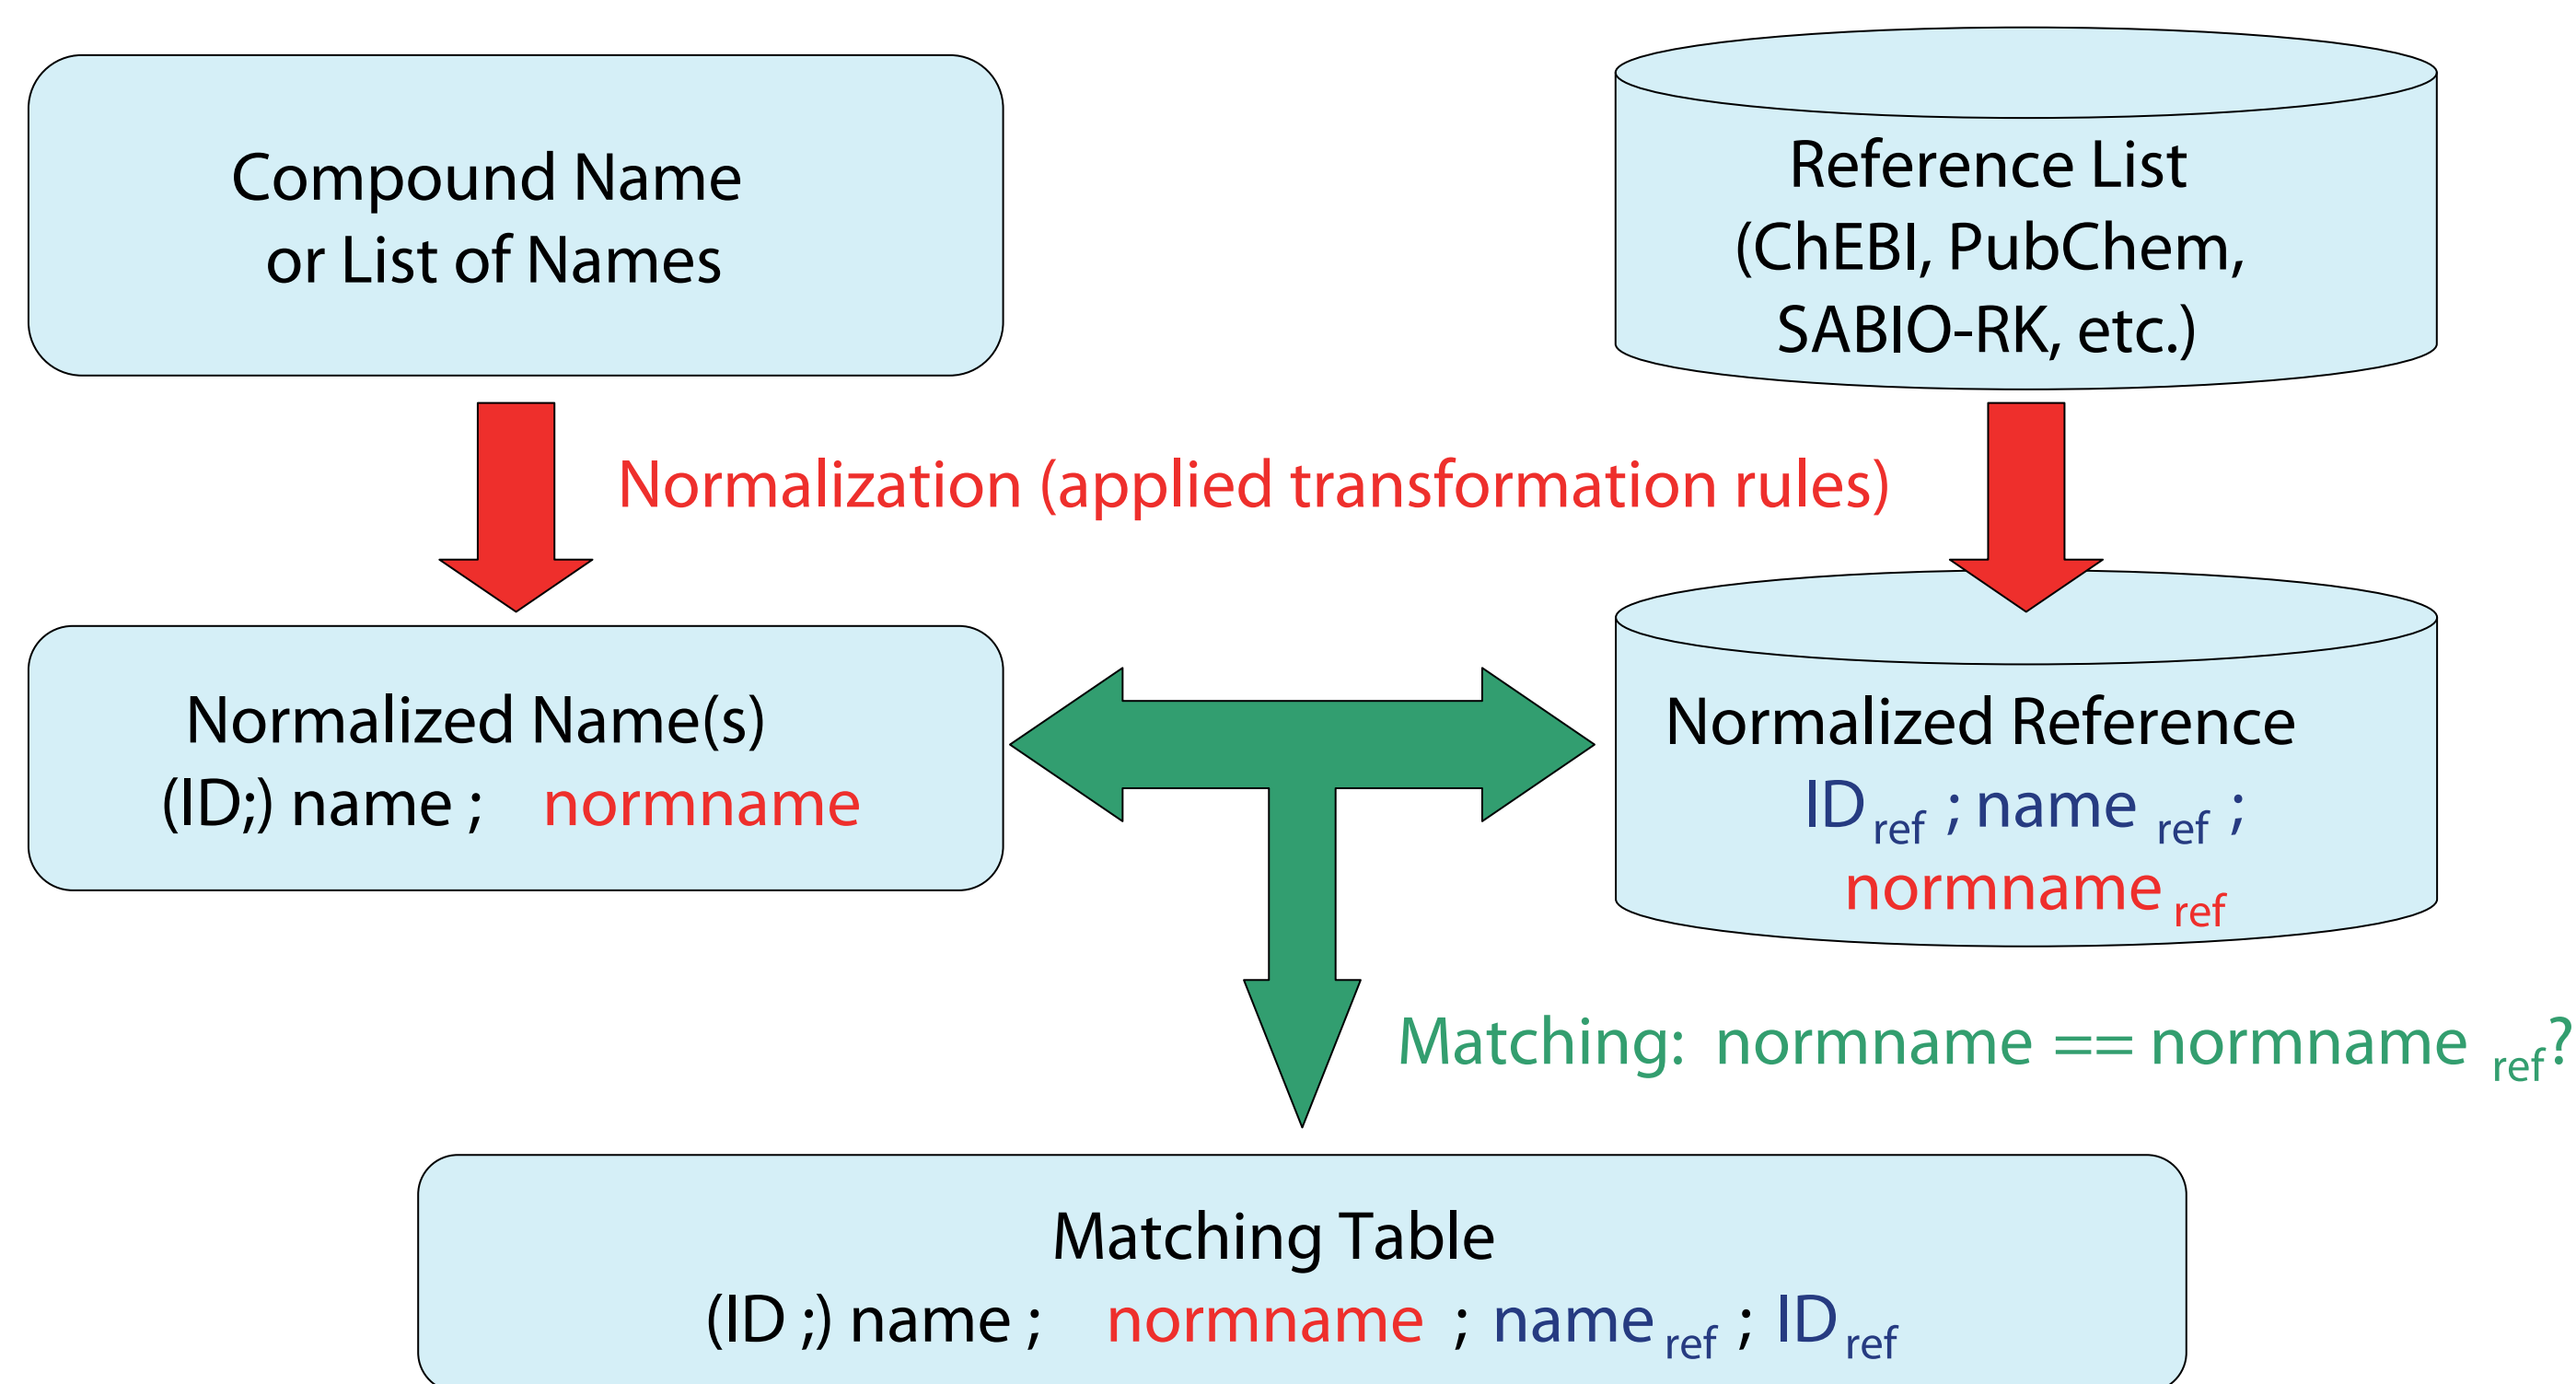 Compound Name
or List of Names
Reference List
(ChEBI, PubChem,
SABIO-RK, etc.)
Normalization (applied transformation rules)
Normalized Name(s)
(ID;) name ; normname
Normalized Reference
ID ref ; name ref ;
normname ref
Matching: normname == normname ref?
Matching Table
(ID ;) name ; normname ; name ref ; ID ref